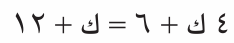 ٤ ك + ٦ = ك + ١٢